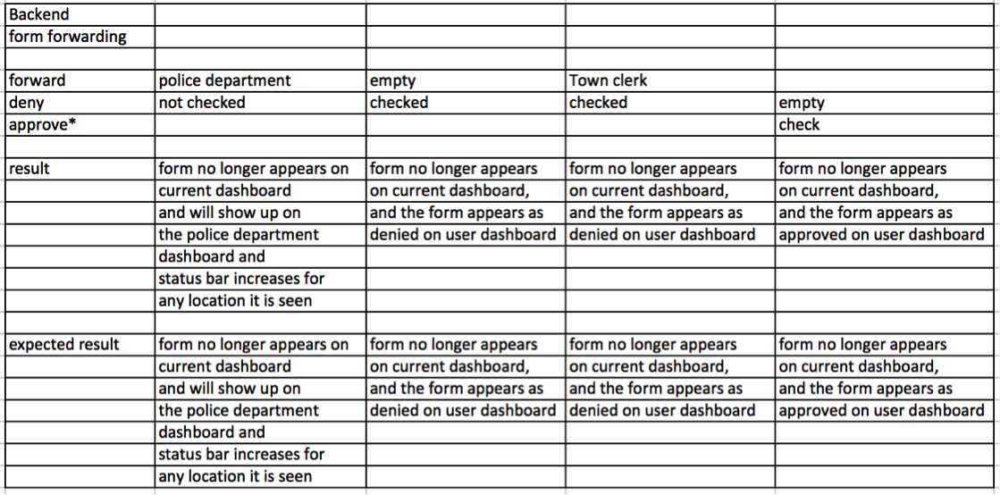 Backend
form forwarding
forward police department empty Town clerk
deny not checked checked checked empty
approve* check
result form no longer appears on form no longer appears form no longer appears form no longer appears
current dashboard on current dashboard, on current dashboard, on current dashboard,
and will show up on and the form appears as and the form appears as and the form appears as
the police department denied on user dashboard denied on user dashboard approved on user dashboard
dashboard and
status bar increases for
any location it is seen
expected result form no longer appears on form no longer appears form no longer appears form no longer appears
current dashboard on current dashboard, on current dashboard, on current dashboard,
and will show up on and the form appears as and the form appears as and the form appears as
the police department denied on user dashboard denied on user dashboard approved on user dashboard
dashboard and
status bar increases for
any location it is seen